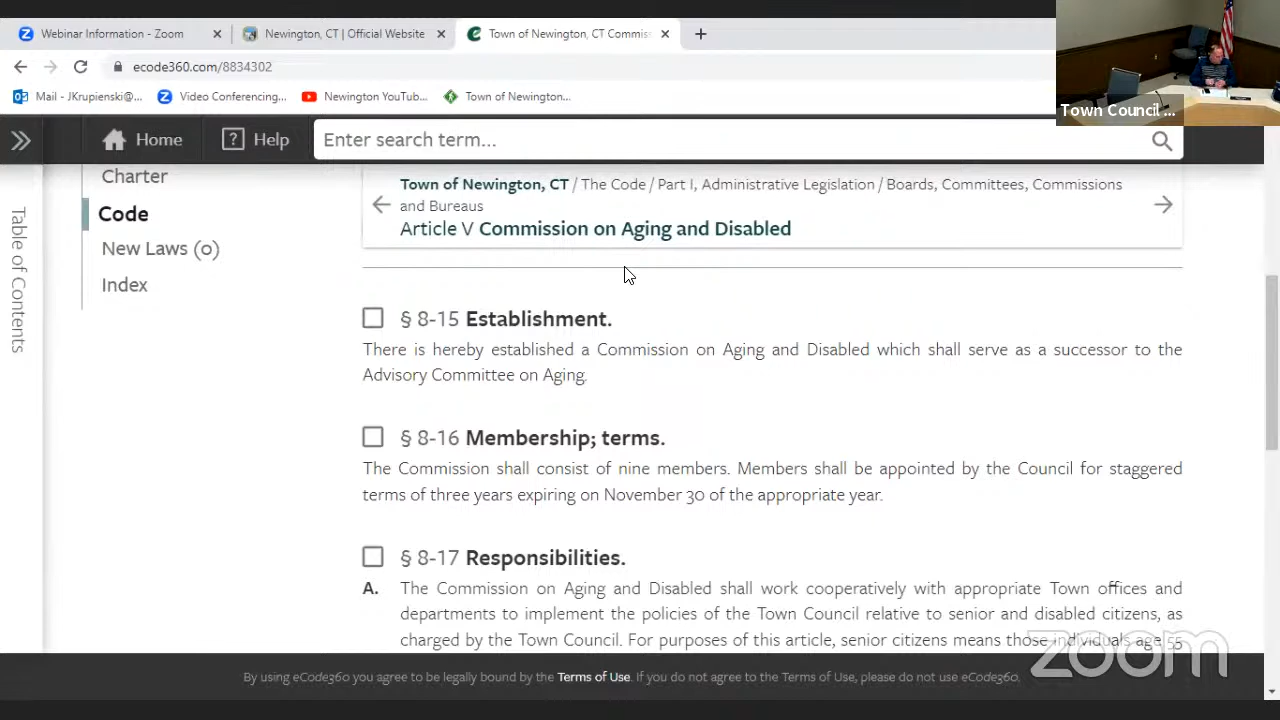 Webinar Information - Zoom
Newington, CT | Official Website
Town of Newington, CT Commis
ecode360.com/8834302
Mail - JKrupienski@...
Video Conferencing...
Newington YouTub...
Town of Newington...
Town Council ...
Home
Help
Enter search term...
Table of Contents
Charter
Code
New Laws (0)
Index
Town of Newington, CT / The Code / Part I, Administrative Legislation / Boards, Committees, Commissions
and Bureaus
Article V Commission on Aging and Disabled
§ 8-15 Establishment.
There is hereby established a Commission on Aging and Disabled which shall serve as a successor to the
Advisory Committee on Aging.
§ 8-16 Membership; terms.
The Commission shall consist of nine members. Members shall be appointed by the Council for staggered
terms of three years expiring on November 30 of the appropriate year.
§ 8-17 Responsibilities.
A. The Commission on Aging and Disabled shall work cooperatively with appropriate Town offices and
departments to implement the policies of the Town Council relative to senior and disabled citizens, as
charged by the Town Council. For purposes of this article, senior citizens means those individuals age 55
zoom
By using eCode360 you agree to be legally bound by the Terms of Use. If you do not agree to the Terms of Use, please do not use eCode360.